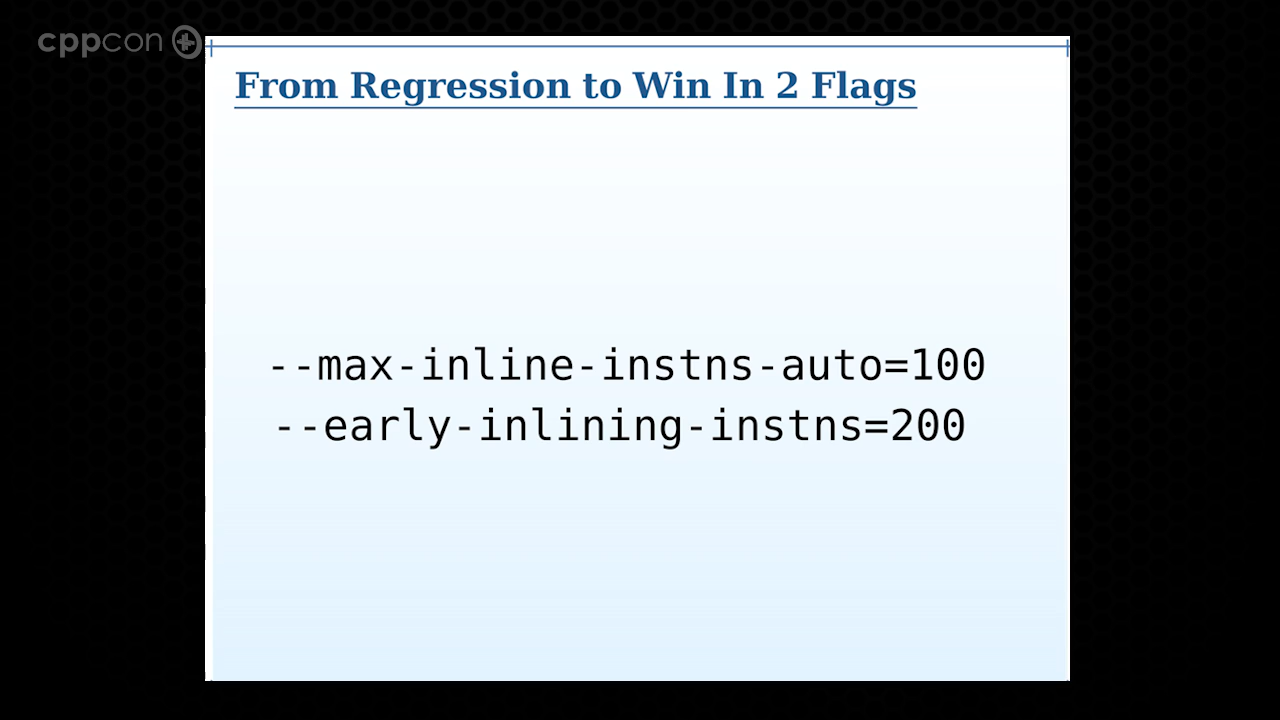 cppcon
From Regression to Win In 2 Flags
--max-inline-instns-auto=100
--early-inlining-instns=200